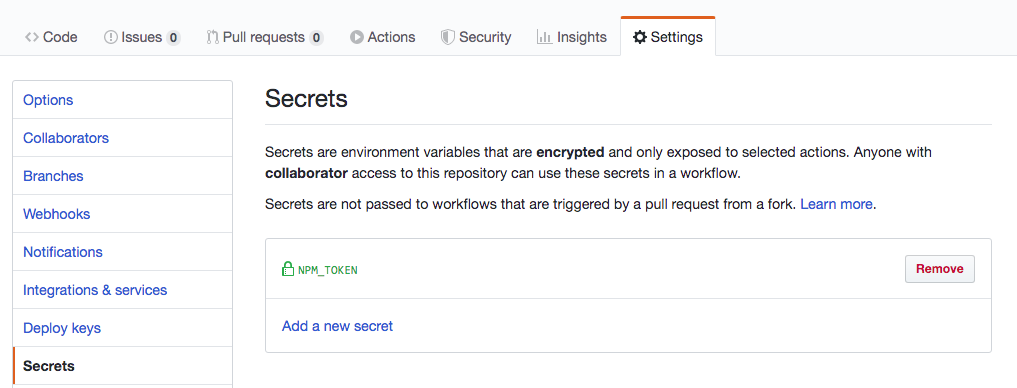 Code Issues 0 Pull requests 0 Actions Security Insights Settings
Options
Collaborators
Branches
Webhooks
Notifications
Integrations & services
Deploy keys
Secrets
Secrets
Secrets are environment variables that are encrypted and only exposed to selected actions. Anyone with
collaborator access to this repository can use these secrets in a workflow.
Secrets are not passed to workflows that are triggered by a pull request from a fork. Learn more.
NPM_TOKEN Remove
Add a new secret